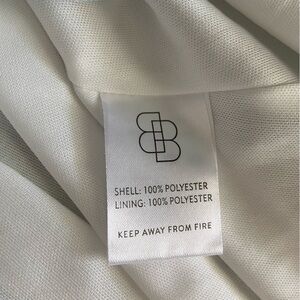 SHELL: 100% POLYESTER
LINING: 100% POLYESTER
KEEP AWAY FROM FIRE